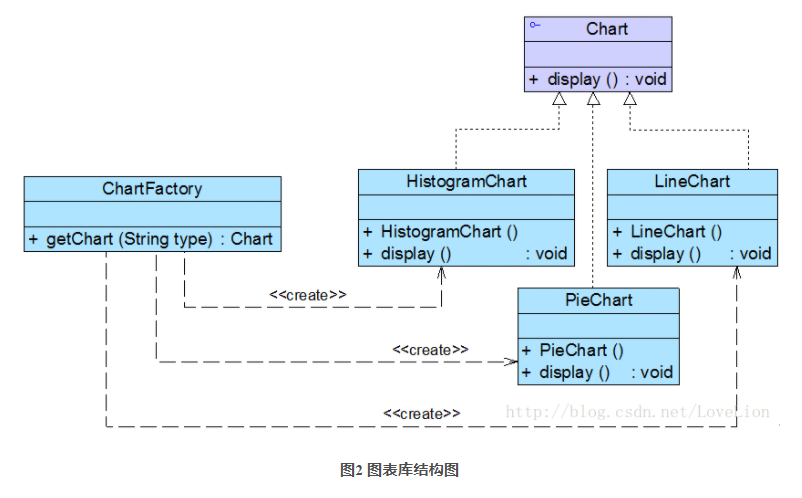 Chart
+ display () : void
ChartFactory
+ getChart (String type) : Chart
HistogramChart
+ HistogramChart ()
+ display () : void
LineChart
+ LineChart ()
+ display () : void
<<create>>
PieChart
+ PieChart ()
+ display () : void
<<create>>
<<create>>
http://blog.csdn.net/LoveLion
图2 图表库结构图